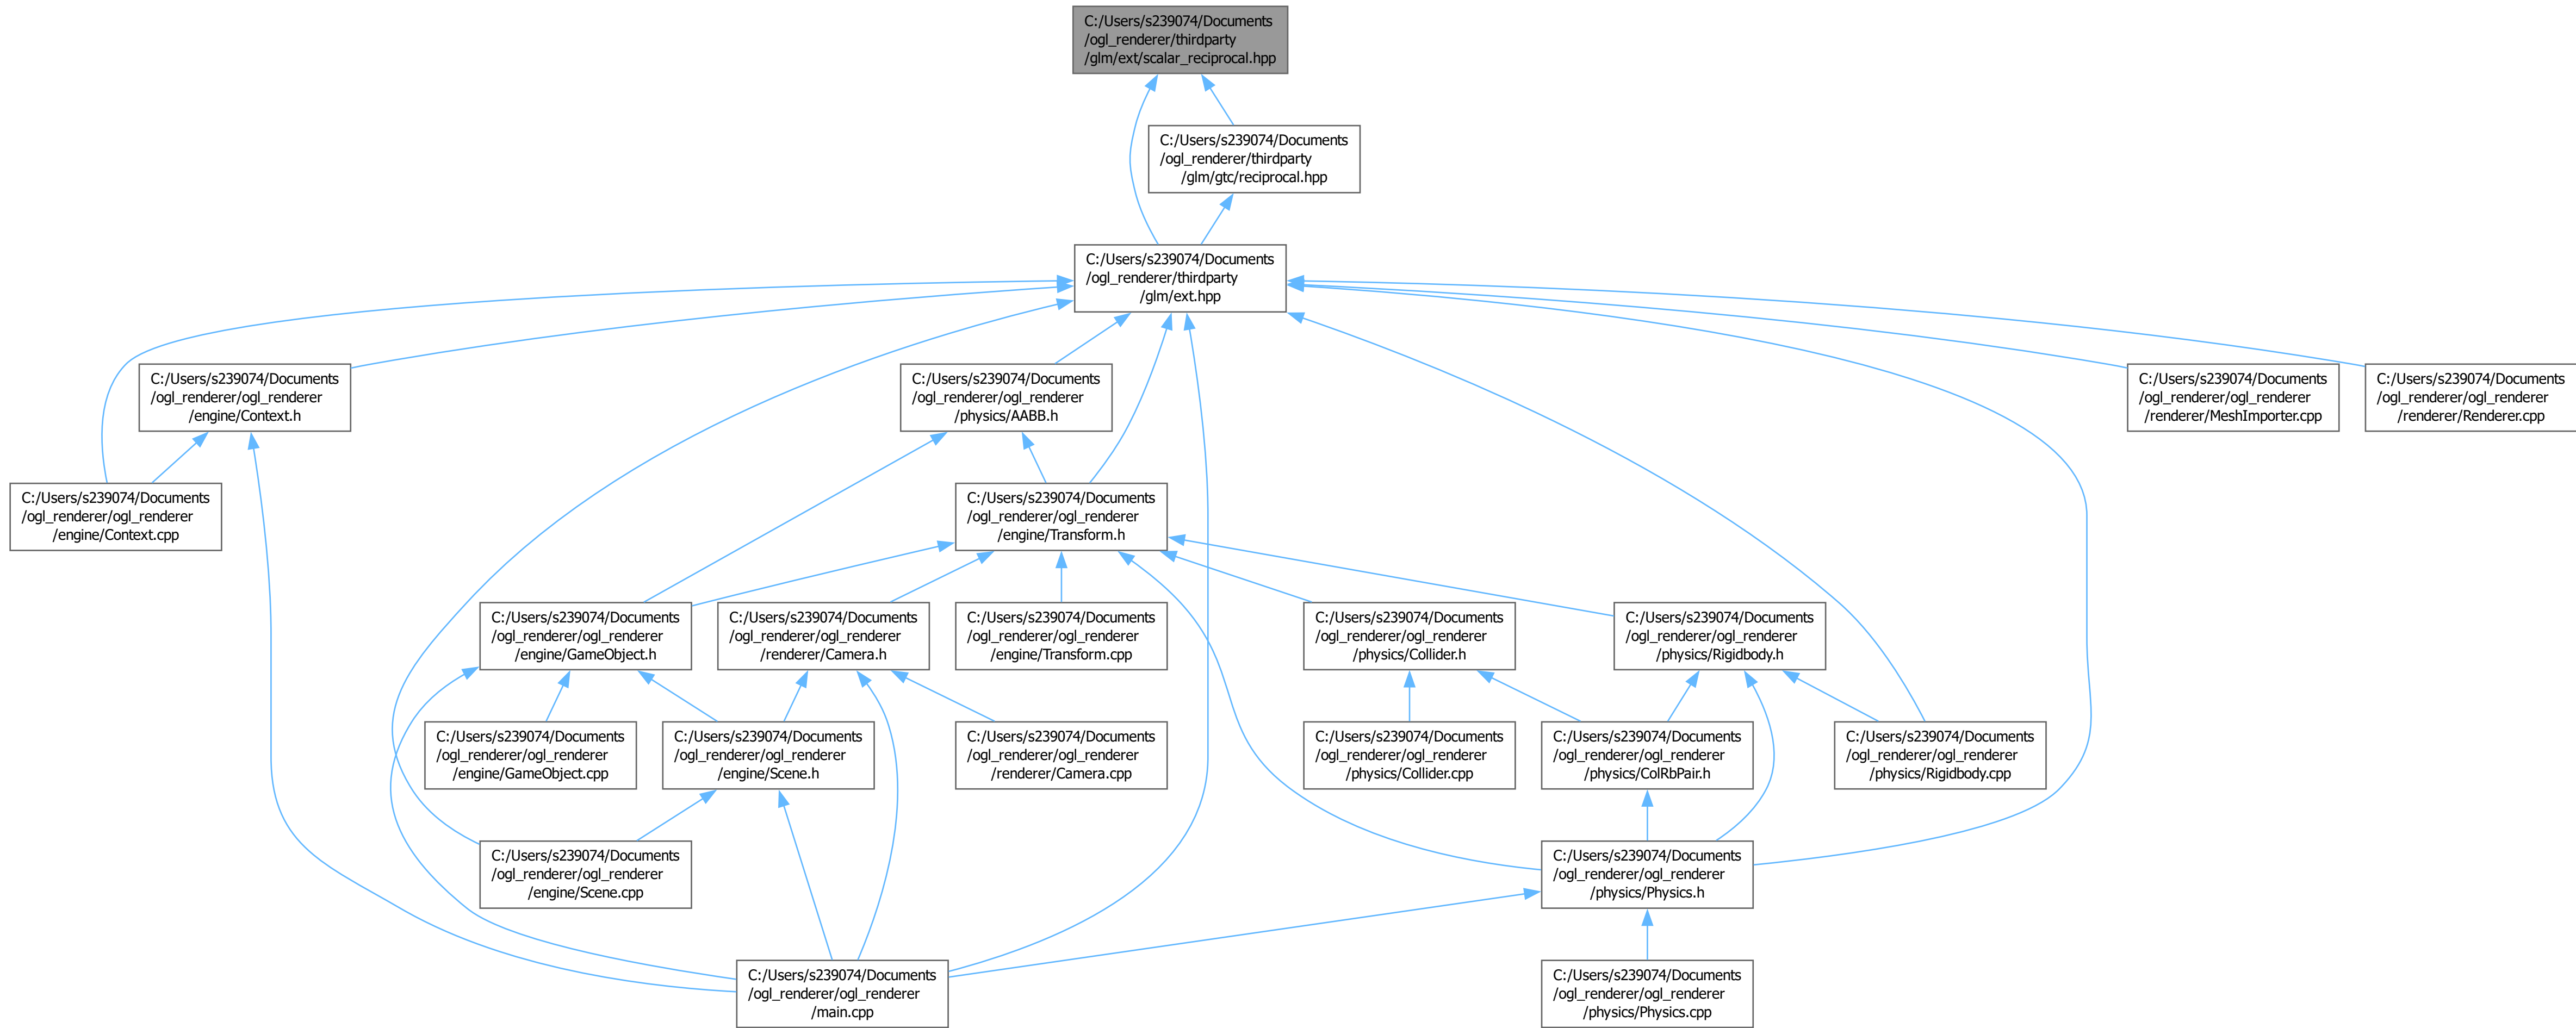 C:/Users/s239074/Documents
/ogl_renderer/thirdparty
/glm/ext/scalar_reciprocal.hpp
C:/Users/s239074/Documents
/ogl_renderer/thirdparty
/glm/gtc/reciprocal.hpp
C:/Users/s239074/Documents
/ogl_renderer/thirdparty
/glm/ext.hpp
C:/Users/s239074/Documents
/ogl_renderer/ogl_renderer
/engine/Context.h
C:/Users/s239074/Documents
/ogl_renderer/ogl_renderer
/physics/AABB.h
C:/Users/s239074/Documents
/ogl_renderer/ogl_renderer
/renderer/MeshImporter.cpp
C:/Users/s239074/Documents
/ogl_renderer/ogl_renderer
/renderer/Renderer.cpp
C:/Users/s239074/Documents
/ogl_renderer/ogl_renderer
/engine/Context.cpp
C:/Users/s239074/Documents
/ogl_renderer/ogl_renderer
/engine/Transform.h
C:/Users/s239074/Documents
/ogl_renderer/ogl_renderer
/engine/GameObject.h
C:/Users/s239074/Documents
/ogl_renderer/ogl_renderer
/renderer/Camera.h
C:/Users/s239074/Documents
/ogl_renderer/ogl_renderer
/engine/Transform.cpp
C:/Users/s239074/Documents
/ogl_renderer/ogl_renderer
/physics/Collider.h
C:/Users/s239074/Documents
/ogl_renderer/ogl_renderer
/physics/Rigidbody.h
C:/Users/s239074/Documents
/ogl_renderer/ogl_renderer
/engine/GameObject.cpp
C:/Users/s239074/Documents
/ogl_renderer/ogl_renderer
/engine/Scene.h
C:/Users/s239074/Documents
/ogl_renderer/ogl_renderer
/renderer/Camera.cpp
C:/Users/s239074/Documents
/ogl_renderer/ogl_renderer
/physics/Collider.cpp
C:/Users/s239074/Documents
/ogl_renderer/ogl_renderer
/physics/ColRbPair.h
C:/Users/s239074/Documents
/ogl_renderer/ogl_renderer
/physics/Rigidbody.cpp
C:/Users/s239074/Documents
/ogl_renderer/ogl_renderer
/engine/Scene.cpp
C:/Users/s239074/Documents
/ogl_renderer/ogl_renderer
/physics/Physics.h
C:/Users/s239074/Documents
/ogl_renderer/ogl_renderer
/main.cpp
C:/Users/s239074/Documents
/ogl_renderer/ogl_renderer
/physics/Physics.cpp